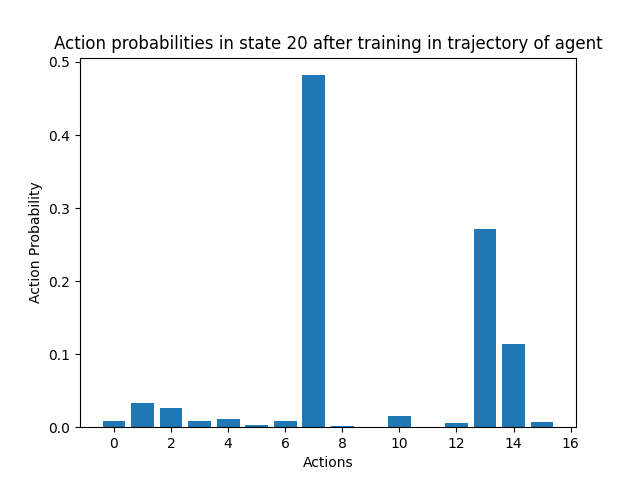 Action probabilities in state 20 after training in trajectory of agent
0.5
0.4
0.3
0.2
0.1
0.0
Action Probability
0 2 4 6 8 10 12 14 16
Actions